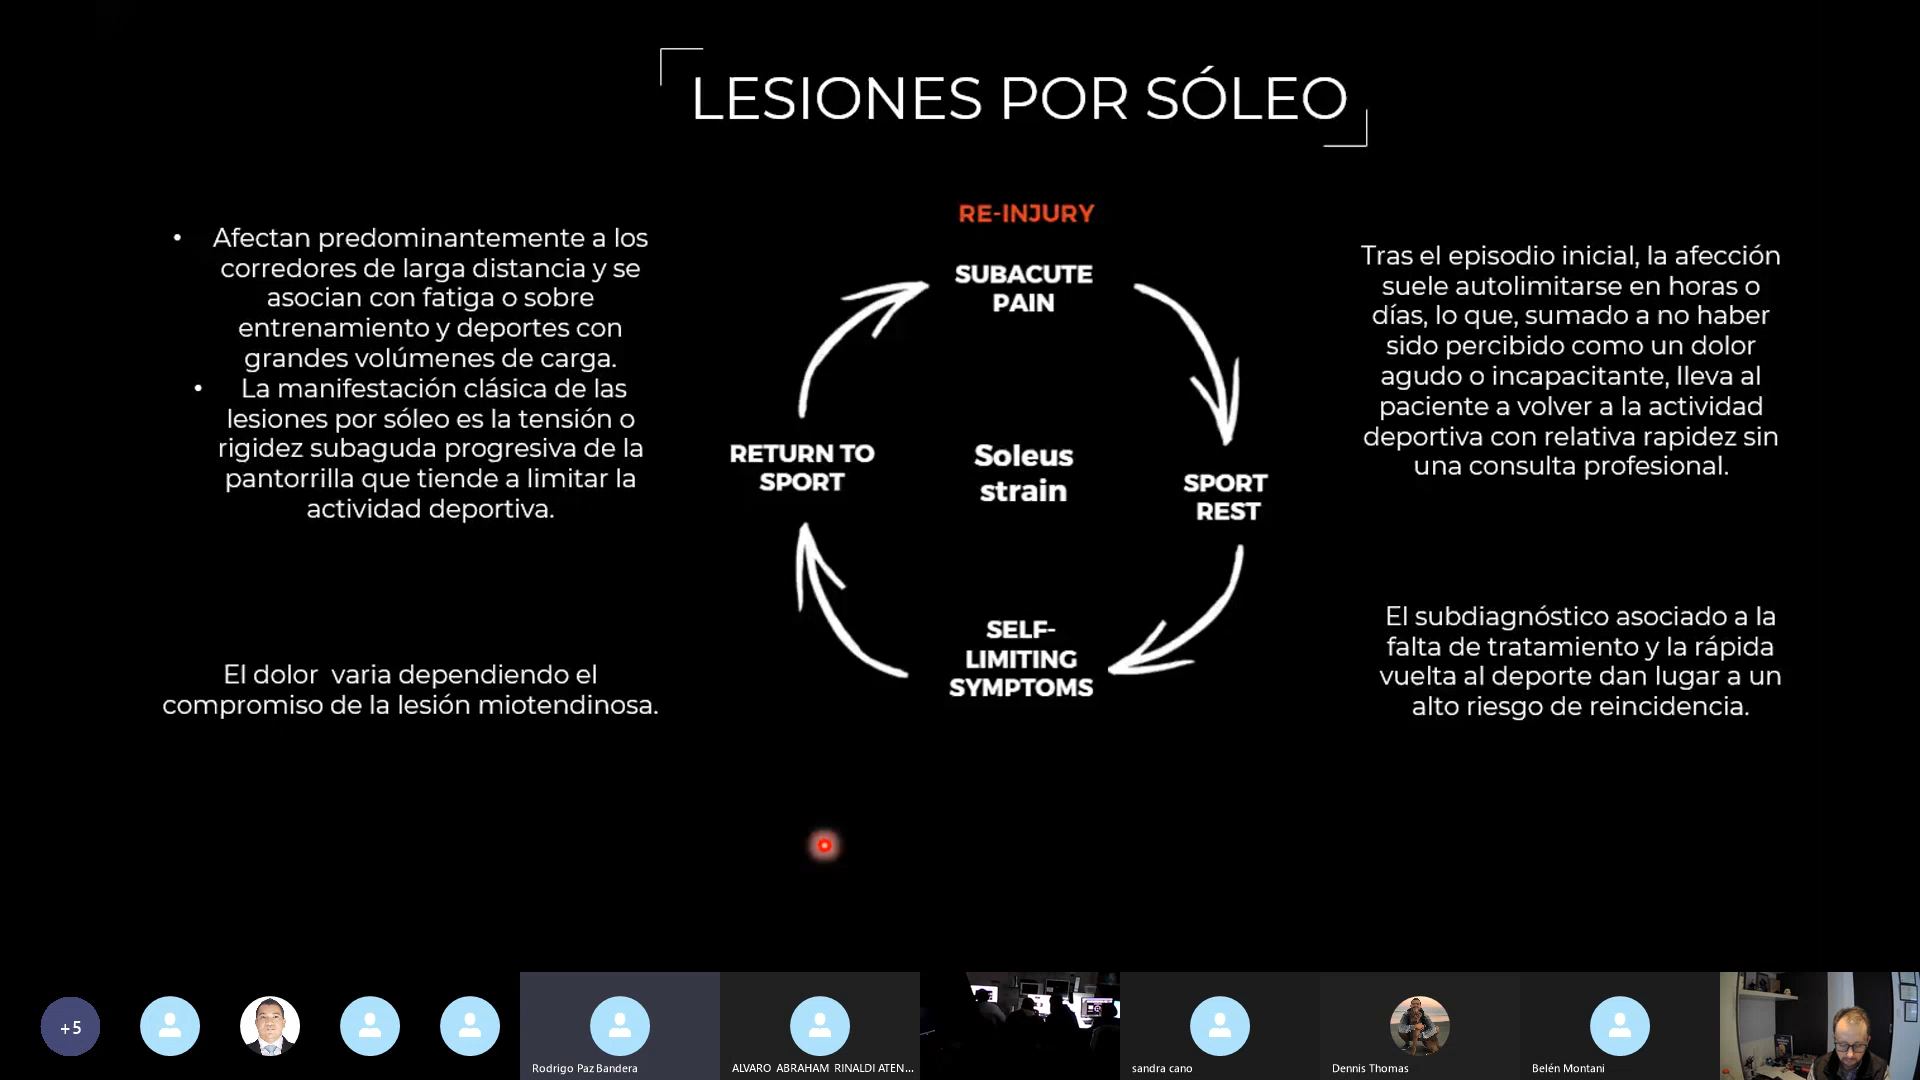 LESIONES POR SÓLEO
• Afectan predominantemente a los
corredores de larga distancia y se
asocian con fatiga o sobre
entrenamiento y deportes con
grandes volúmenes de carga.
• La manifestación clásica de las
lesiones por sóleo es la tensión o
rigidez subaguda progresiva de la
pantorrilla que tiende a limitar la
actividad deportiva.
El dolor varia dependiendo el
compromiso de la lesión miotendinosa.
RE-INJURY
SUBACUTE
PAIN
RETURN TO
SPORT
Soleus
strain
SPORT
REST
SELF-
LIMITING
SYMPTOMS
Tras el episodio inicial, la afección
suele autolimitarse en horas o
días, lo que, sumado a no haber
sido percibido como un dolor
agudo o incapacitante, lleva al
paciente a volver a la actividad
deportiva con relativa rapidez sin
una consulta profesional.
El subdiagnóstico asociado a la
falta de tratamiento y la rápida
vuelta al deporte dan lugar a un
alto riesgo de reincidencia.
+5
Rodrigo Paz Bandera
ALVARO ABRAHAM RINALDI ATEN...
sandra cano
Dennis Thomas
Belén Montani